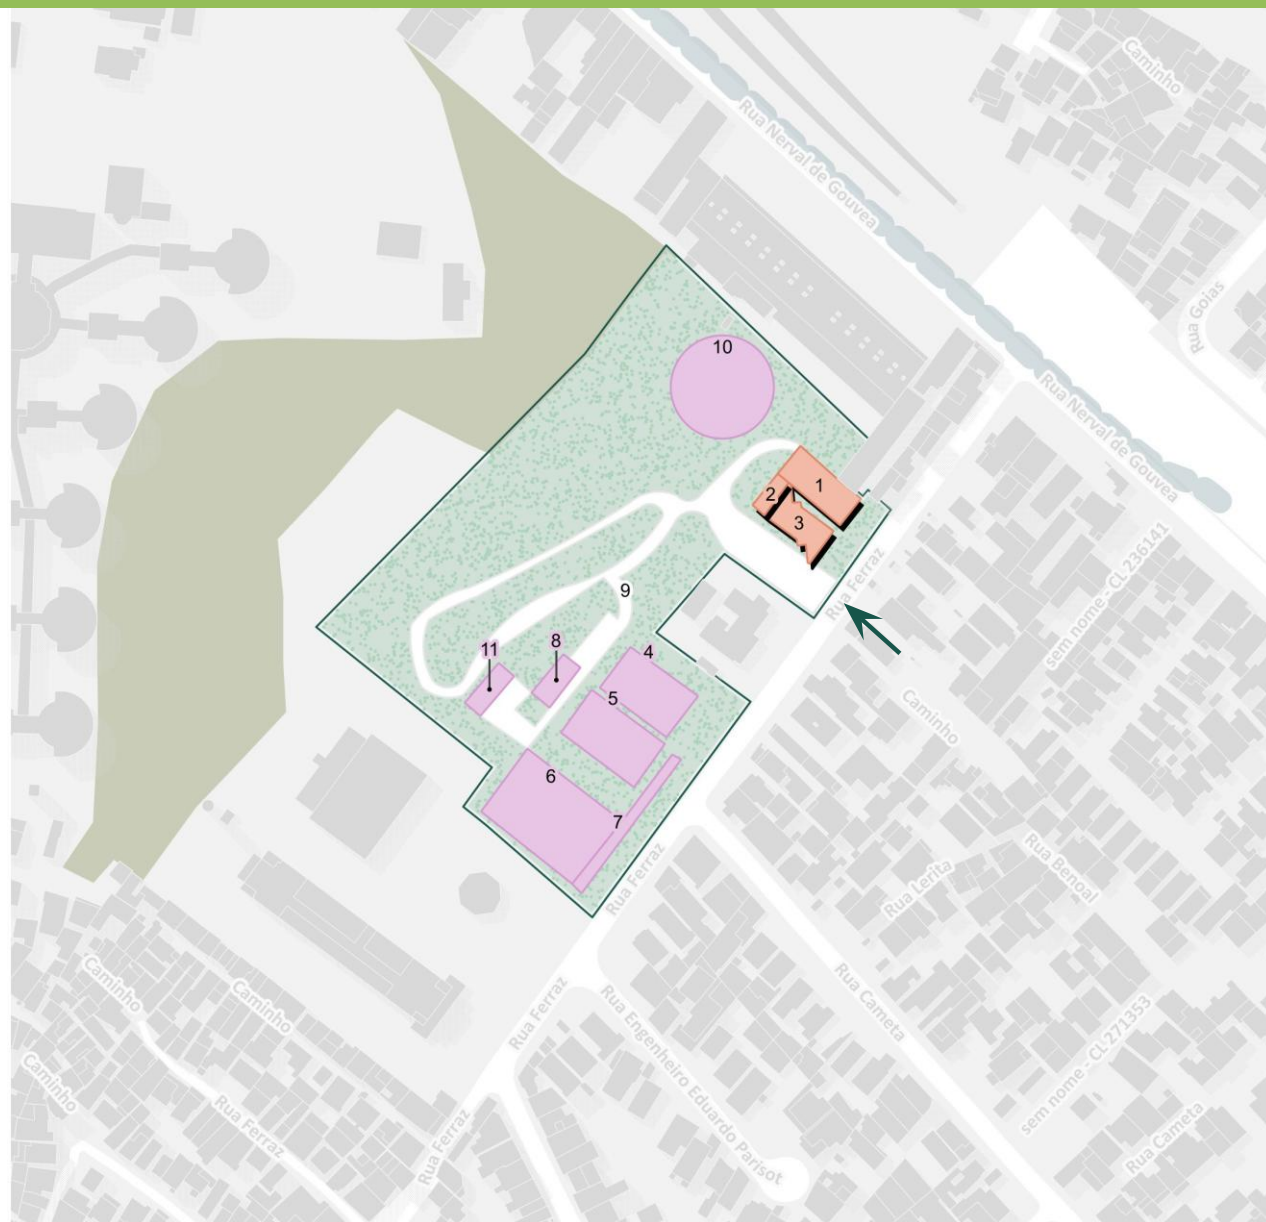 Caminho
Rua Nerval de Gouvea
Rua Goias
10
Rua Nerval de Gouvea
1
2
3
sem nome - CL 236141
Rua Ferraz
9
8
11
4
5
Caminho
6
7
Rua Ferraz
Rua Lerita
Rua Benoal
Caminho
Caminho
Rua Ferraz
Rua Cameta
Rua Engenheiro Eduardo Parisot
sem nome - CL 271353
Caminho
Rua Ferraz
Rua Ferraz
Rua Cameta